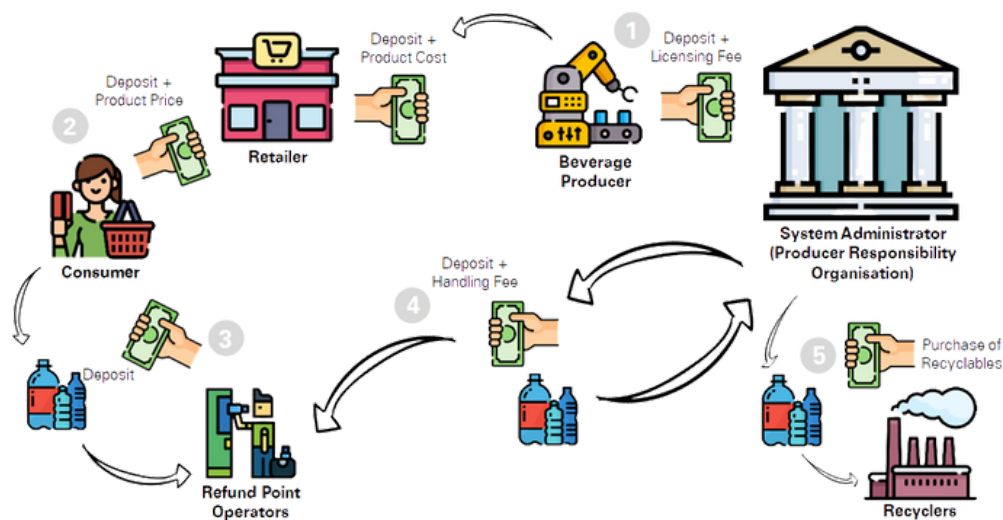 1
Deposit +
Product Cost
Deposit +
Licensing Fee
Deposit +
Product Price
2
Retailer
Beverage
Producer
System Administrator
(Producer Responsibility
Organisation)
Consumer
Deposit +
Handling Fee
4
3
Deposit
5
Purchase of
Recyclables
Refund Point
Operators
Recyclers